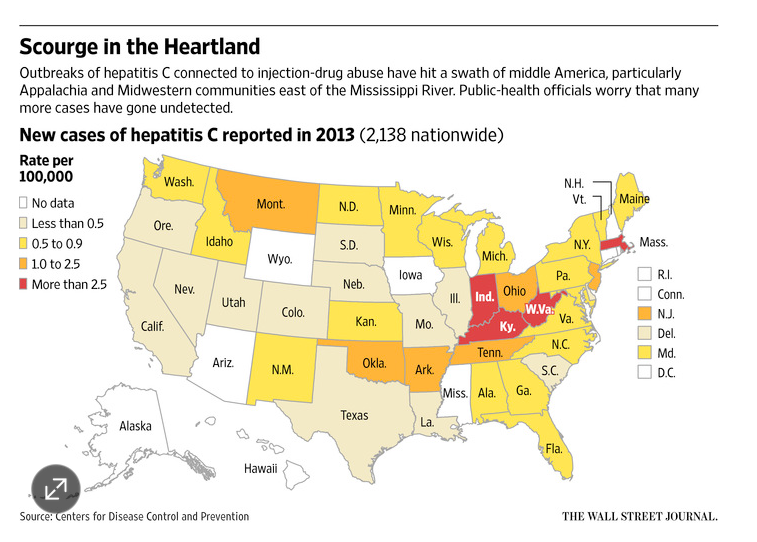 Scourge in the Heartland
Outbreaks of hepatitis C connected to injection-drug abuse have hit a swath of middle America, particularly
Appalachia and Midwestern communities east of the Mississippi River. Public-health officials worry that many
more cases have gone undetected.
New cases of hepatitis C reported in 2013 (2,138 nationwide)
Rate per
100,000
No data
Less than 0.5
0.5 to 0.9
1.0 to 2.5
More than 2.5
Wash.
Ore.
Calif.
Nev.
Idaho
Mont.
Wyo.
Utah
Ariz.
Colo.
N.M.
N.D.
S.D.
Neb.
Kan.
Okla.
Texas
Minn.
Iowa
Mo.
Ark.
La.
Wis.
Ill.
Mich.
Ind.
Ohio
Ky.
Tenn.
Miss.
Ala.
Ga.
Fla.
S.C.
N.C.
Va.
W.Va.
Pa.
N.Y.
Vt.
N.H.
Maine
Mass.
R.I.
Conn.
N.J.
Del.
Md.
D.C.
Alaska
Hawaii
Source: Centers for Disease Control and Prevention
THE WALL STREET JOURNAL.